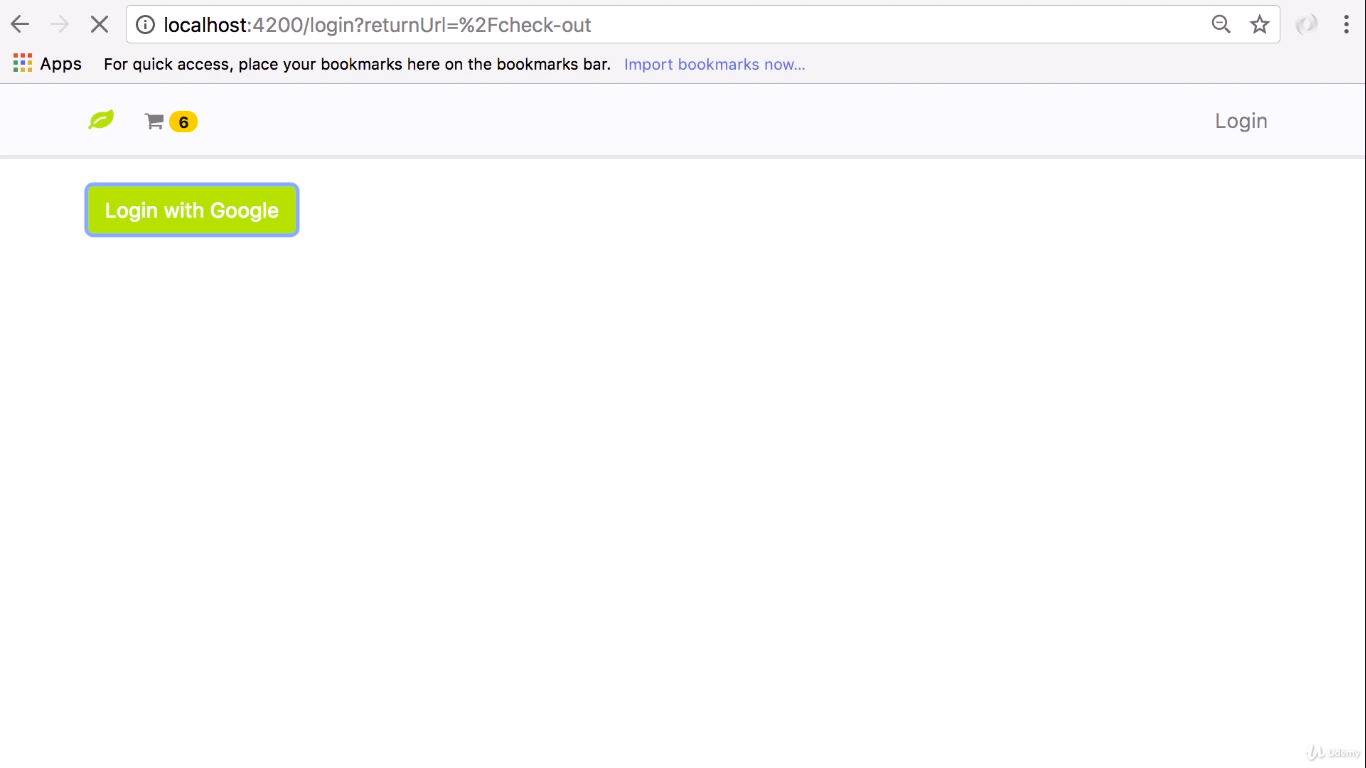 localhost:4200/login?returnUrl=%2Fcheck-out
Apps For quick access, place your bookmarks here on the bookmarks bar. Import bookmarks now...
6 Login
Login with Google
Udemy